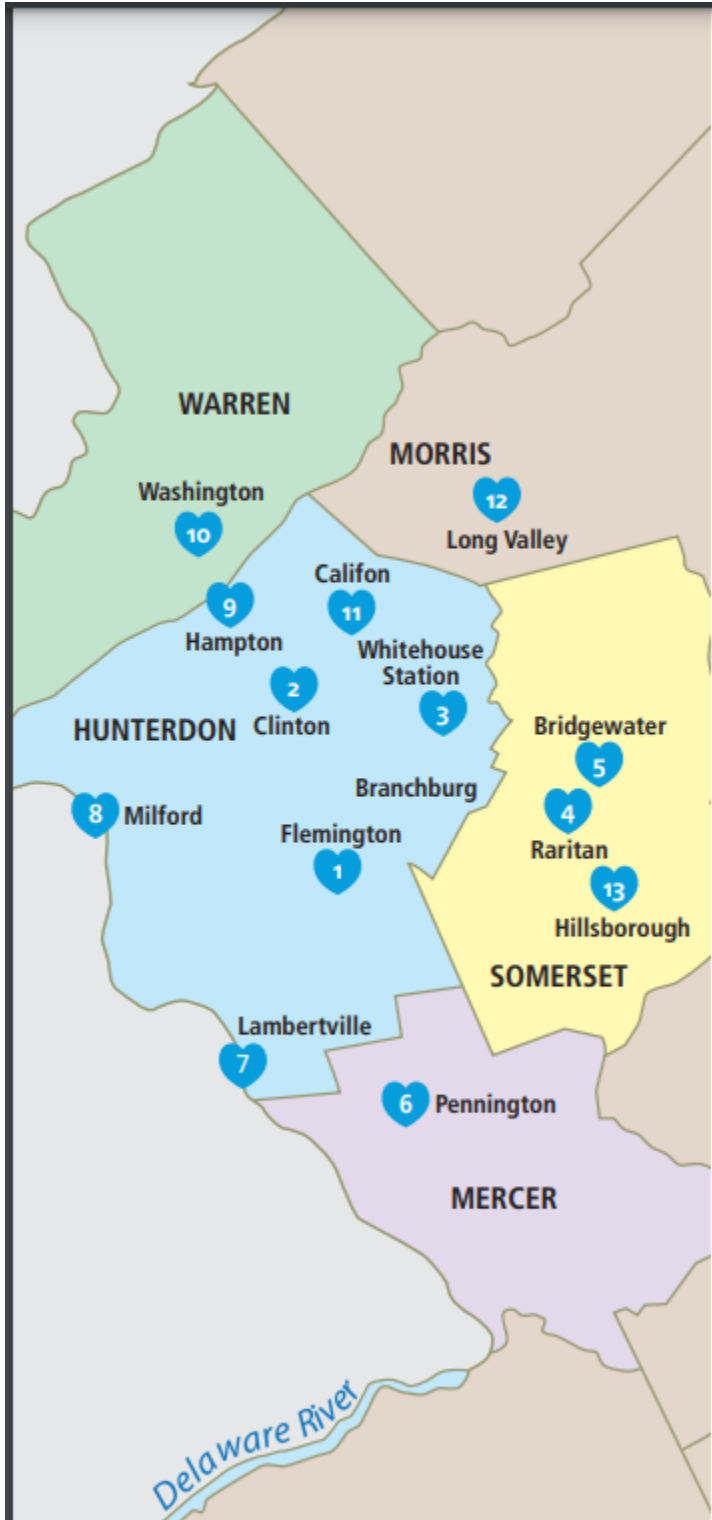 WARREN
MORRIS
Washington
10
12
Long Valley
Califon
11
9
Hampton
Whitehouse
Station
3
2
Clinton
HUNTERDON
Bridgewater
5
Branchburg
8 Milford
4
Raritan
Flemington
1
13
Hillsborough
SOMERSET
Lambertville
7
6 Pennington
MERCER
Delaware River